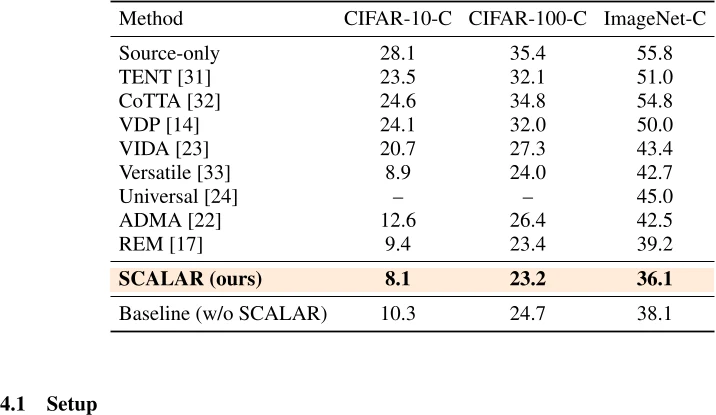 Method CIFAR-10-C CIFAR-100-C ImageNet-C
Source-only 28.1 35.4 55.8
TENT [31] 23.5 32.1 51.0
CoTTA [32] 24.6 34.8 54.8
VDP [14] 24.1 32.0 50.0
VIDA [23] 20.7 27.3 43.4
Versatile [33] 8.9 24.0 42.7
Universal [24] – – 45.0
ADMA [22] 12.6 26.4 42.5
REM [17] 9.4 23.4 39.2
SCALAR (ours) 8.1 23.2 36.1
Baseline (w/o SCALAR) 10.3 24.7 38.1
4.1 Setup